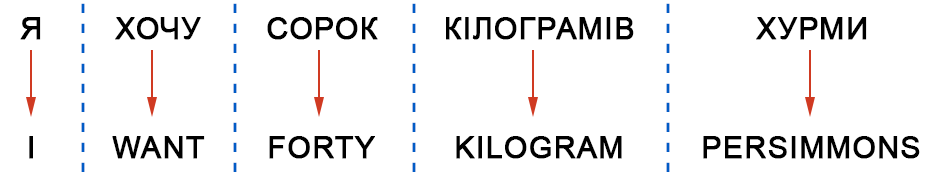 Я ХОЧУ СОРОК КІЛОГРАМІВ ХУРМИ
I WANT FORTY KILOGRAM PERSIMMONS